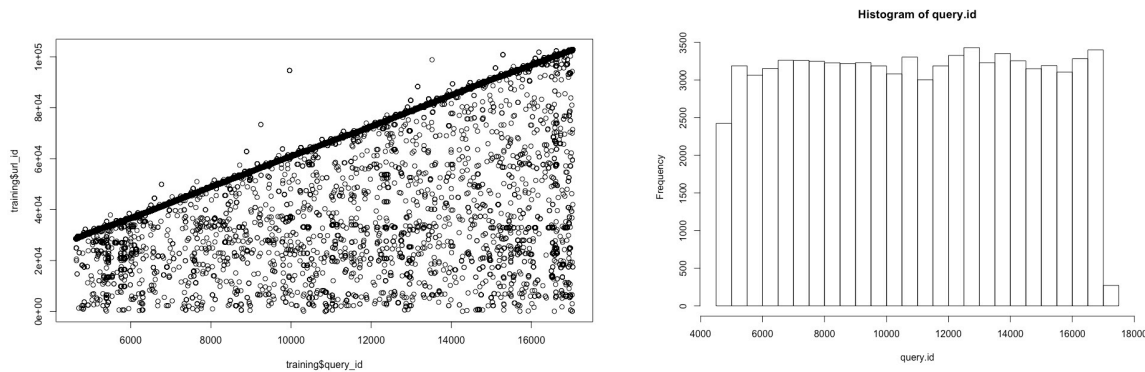 training$url_id
0e+00 2e+04 4e+04 6e+04 8e+04 1e+05
6000 8000 10000 12000 14000 16000
training$query_id
Histogram of query.id
Frequency
0 500 1000 1500 2000 2500 3000 3500
4000 6000 8000 10000 12000 14000 16000 18000
query.id